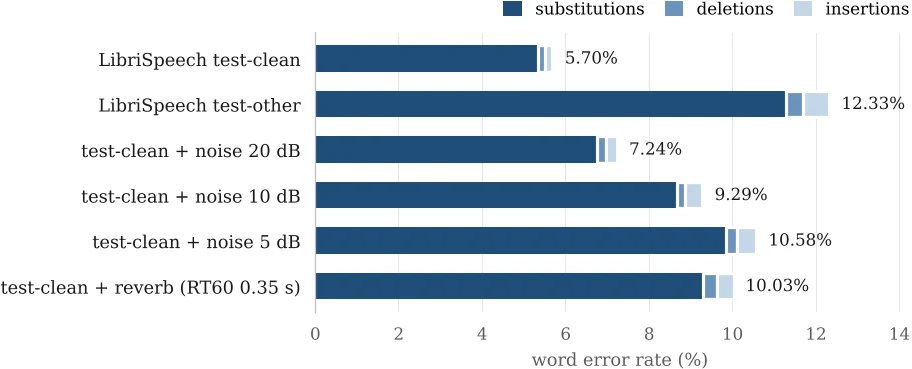 substitutions deletions insertions
LibriSpeech test-clean 5.70%
LibriSpeech test-other 12.33%
test-clean + noise 20 dB 7.24%
test-clean + noise 10 dB 9.29%
test-clean + noise 5 dB 10.58%
test-clean + reverb (RT60 0.35 s) 10.03%
0 2 4 6 8 10 12 14
word error rate (%)